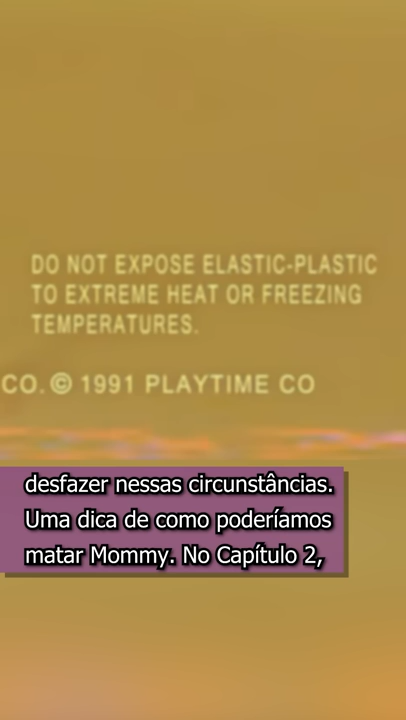 DO NOT EXPOSE ELASTIC-PLASTIC
TO EXTREME HEAT OR FREEZING
TEMPERATURES.
CO. © 1991 PLAYTIME CO
desfazer nessas circunstâncias.
Uma dica de como poderíamos
matar Mommy. No Capítulo 2,